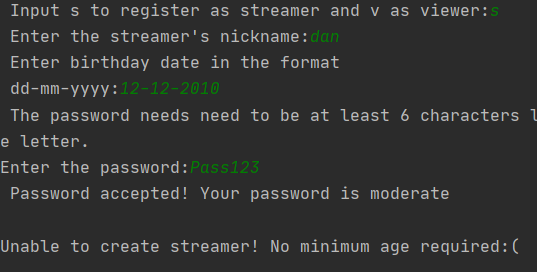 Input s to register as streamer and v as viewer:s
Enter the streamer's nickname:dan
Enter birthday date in the format
dd-mm-yyyy:12-12-2010
The password needs need to be at least 6 characters
e letter.
Enter the password:Pass123
Password accepted! Your password is moderate
Unable to create streamer! No minimum age required:(